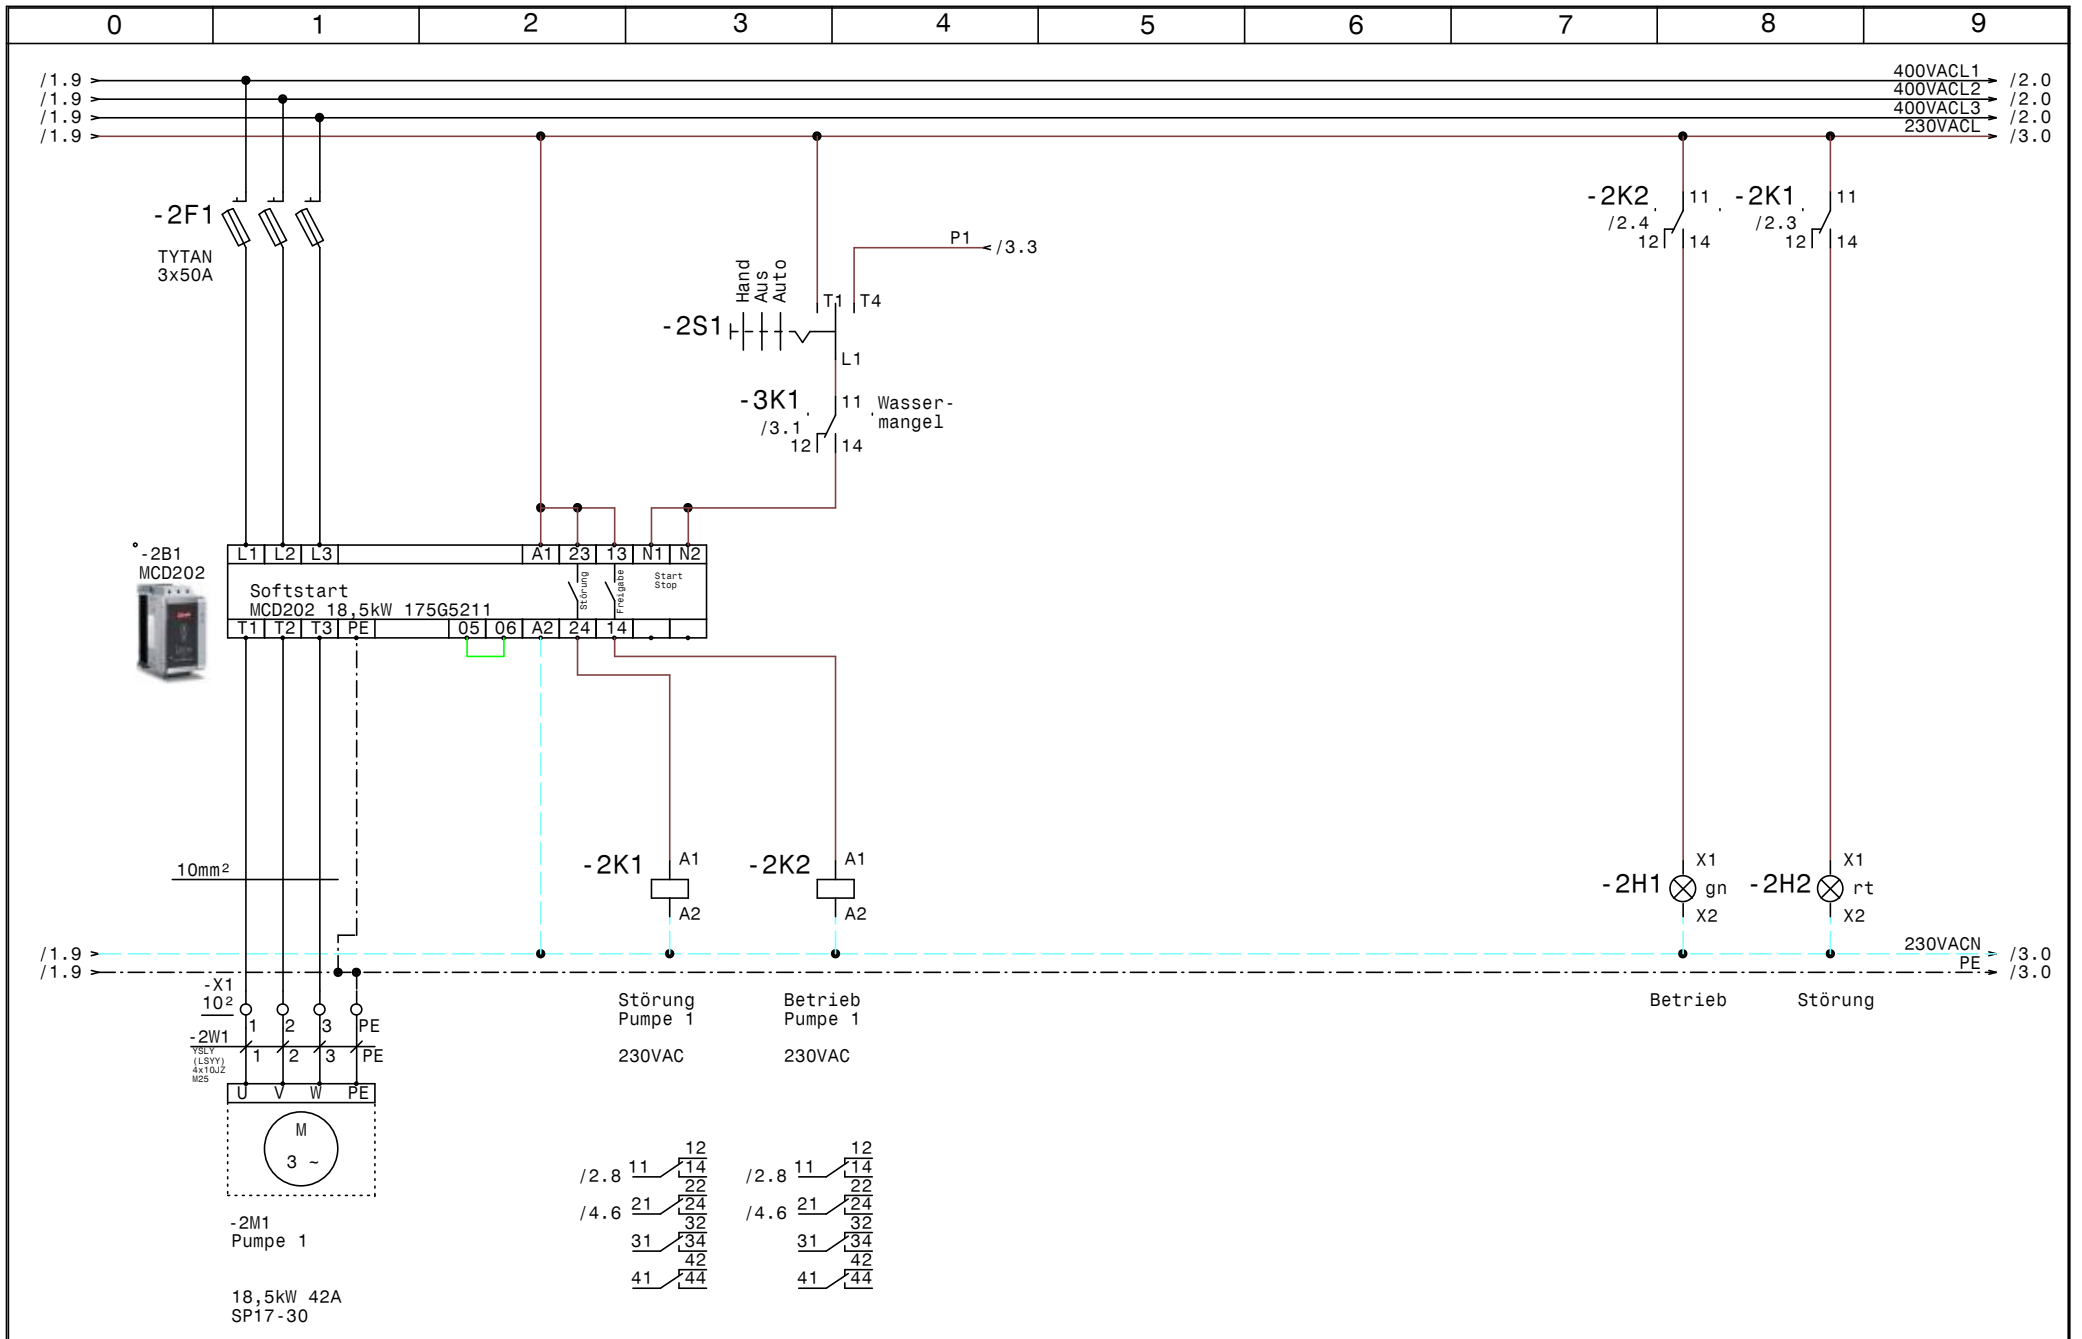 0 1 2 3 4 5 6 7 8 9
/1.9 400VACL1 /2.0
/1.9 400VACL2 /2.0
/1.9 400VACL3 /2.0
/1.9 230VACL /3.0
-2F1
TYTAN
3x50A
Hand
Aus
Auto
P1 /3.3
T1 T4
-2S1
L1
-3K1 11 Wasser-
/3.1 mangel
12 14
-2K2 11
/2.4
12 14
-2K1 11
/2.3
12 14
-2B1
MCD202
L1 L2 L3 A1 23 13 N1 N2
Störung
Freigabe
Start
Stop
Softstart
MCD202 18,5kW 175G5211
T1 T2 T3 PE 05 06 A2 24 14
10mm²
-2K1 A1
A2
-2K2 A1
A2
-2H1 X1
gn
X2
-2H2 X1
rt
X2
/1.9 230VACN /3.0
/1.9 PE /3.0
-X1
10²
1 2 3 PE
-2W1
YSLY
(LSYY)
4x10JZ
M25
1 2 3 PE
U V W PE
M
3 ~
-2M1
Pumpe 1
18,5kW 42A
SP17-30
Störung
Pumpe 1
230VAC
Betrieb
Pumpe 1
230VAC
Betrieb
Störung
12
/2.8 11 14
22
/4.6 21 24
32
31 34
42
41 44
12
/2.8 11 14
22
/4.6 21 24
32
31 34
42
41 44